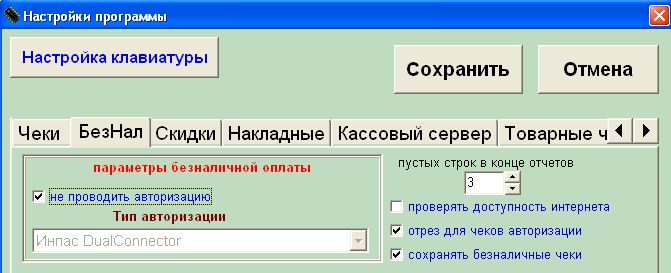 Настройки программы
Настройка клавиатуры
Сохранить
Отмена
Чеки
БезНал
Скидки
Накладные
Кассовый сервер
Товарные ч
параметры безналичной оплаты
не проводить авторизацию
Тип авторизации
Инпас DualConnector
пустых строк в конце отчетов
3
проверять доступность интернета
отрез для чеков авторизации
сохранять безналичные чеки